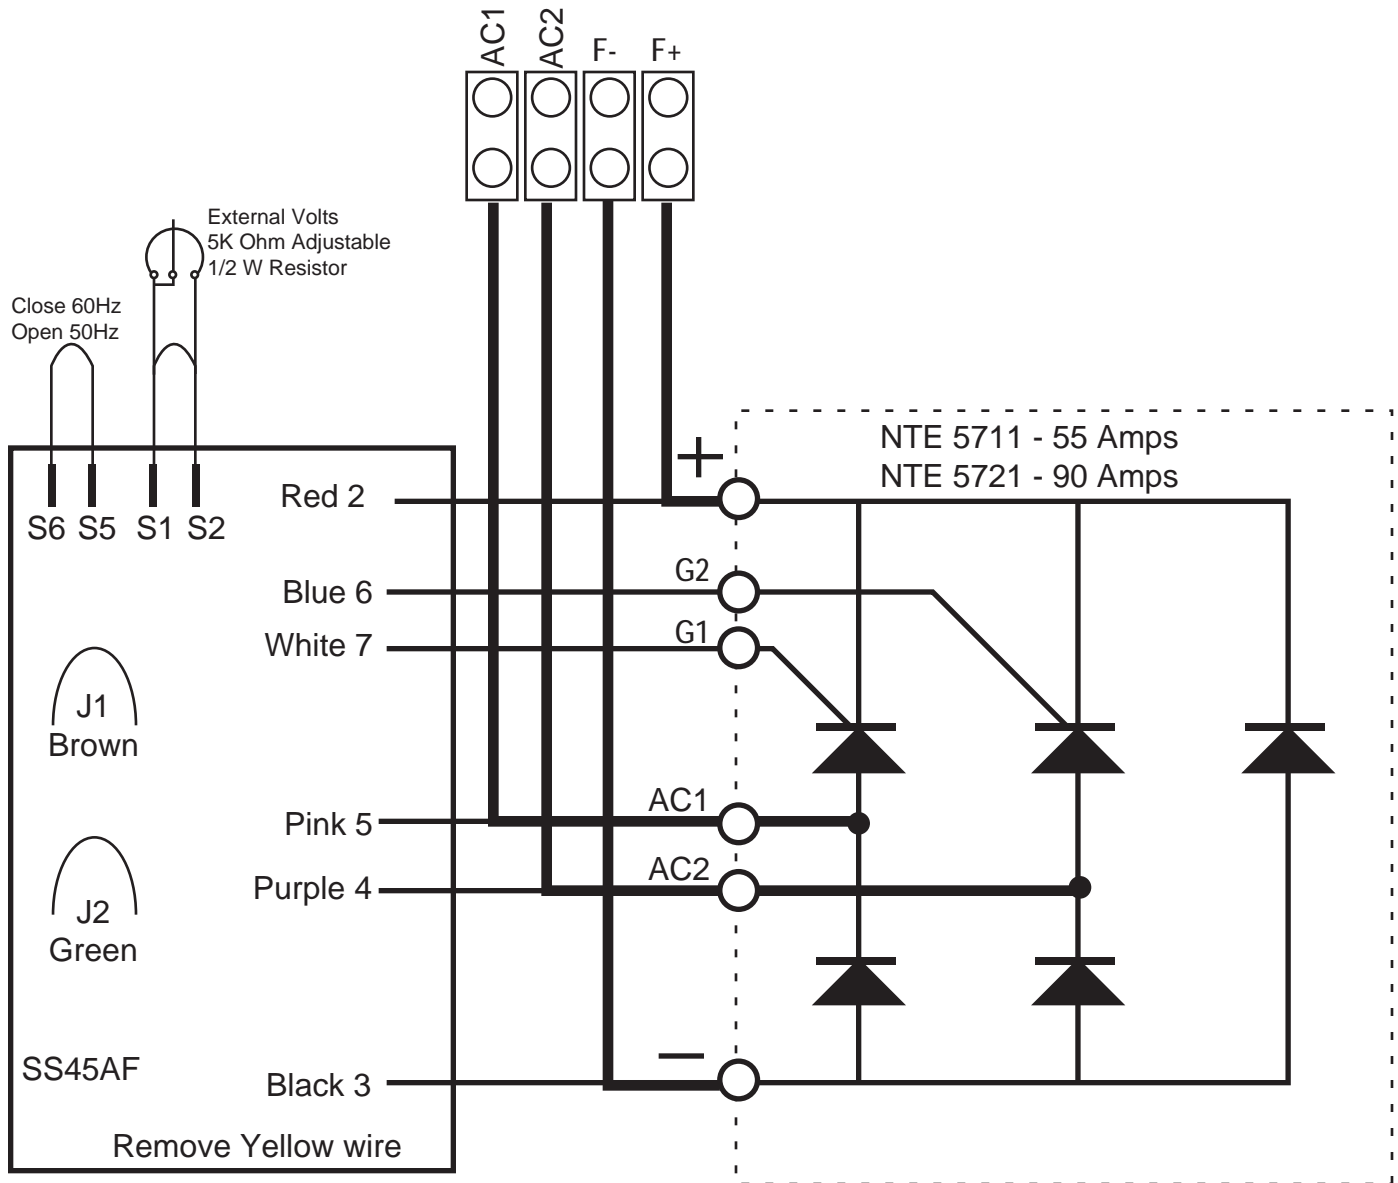 AC1
AC2
F-
F+
External Volts
5K Ohm Adjustable
1/2 W Resistor
Close 60Hz
Open 50Hz
S6 S5 S1 S2
NTE 5711 - 55 Amps
NTE 5721 - 90 Amps
+
Red 2
G2
Blue 6
G1
White 7
J1
Brown
AC1
Pink 5
AC2
Purple 4
J2
Green
—
SS45AF
Black 3
Remove Yellow wire